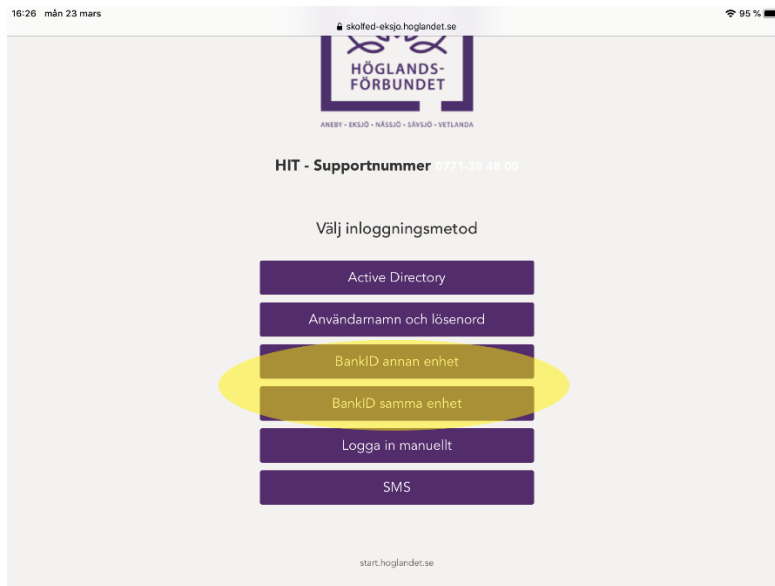 16:26 mån 23 mars
skolfed-eksjo.hoglandet.se
95 %
HÖGLANDS-
FÖRBUNDET
ANEBY • EKSJÖ • NÄSSJÖ • SÄVSJÖ • VETLANDA
HIT - Supportnummer 0771-38 48 00
Välj inloggningsmetod
Active Directory
Användarnamn och lösenord
BankID annan enhet
BankID samma enhet
Logga in manuellt
SMS
start.hoglandet.se